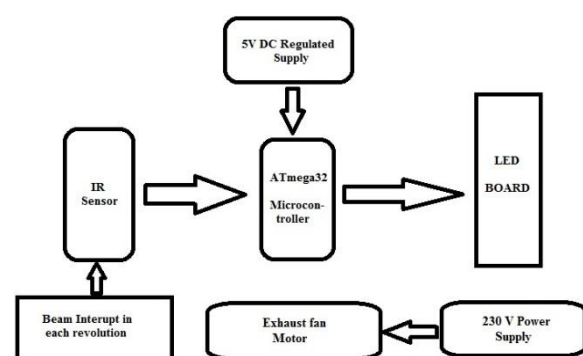 5V DC Regulated
Supply
IR
Sensor
ATmega32
Microcon-
troller
LED
BOARD
Beam Interupt in
each revolution
Exhaust fan
Motor
230 V Power
Supply